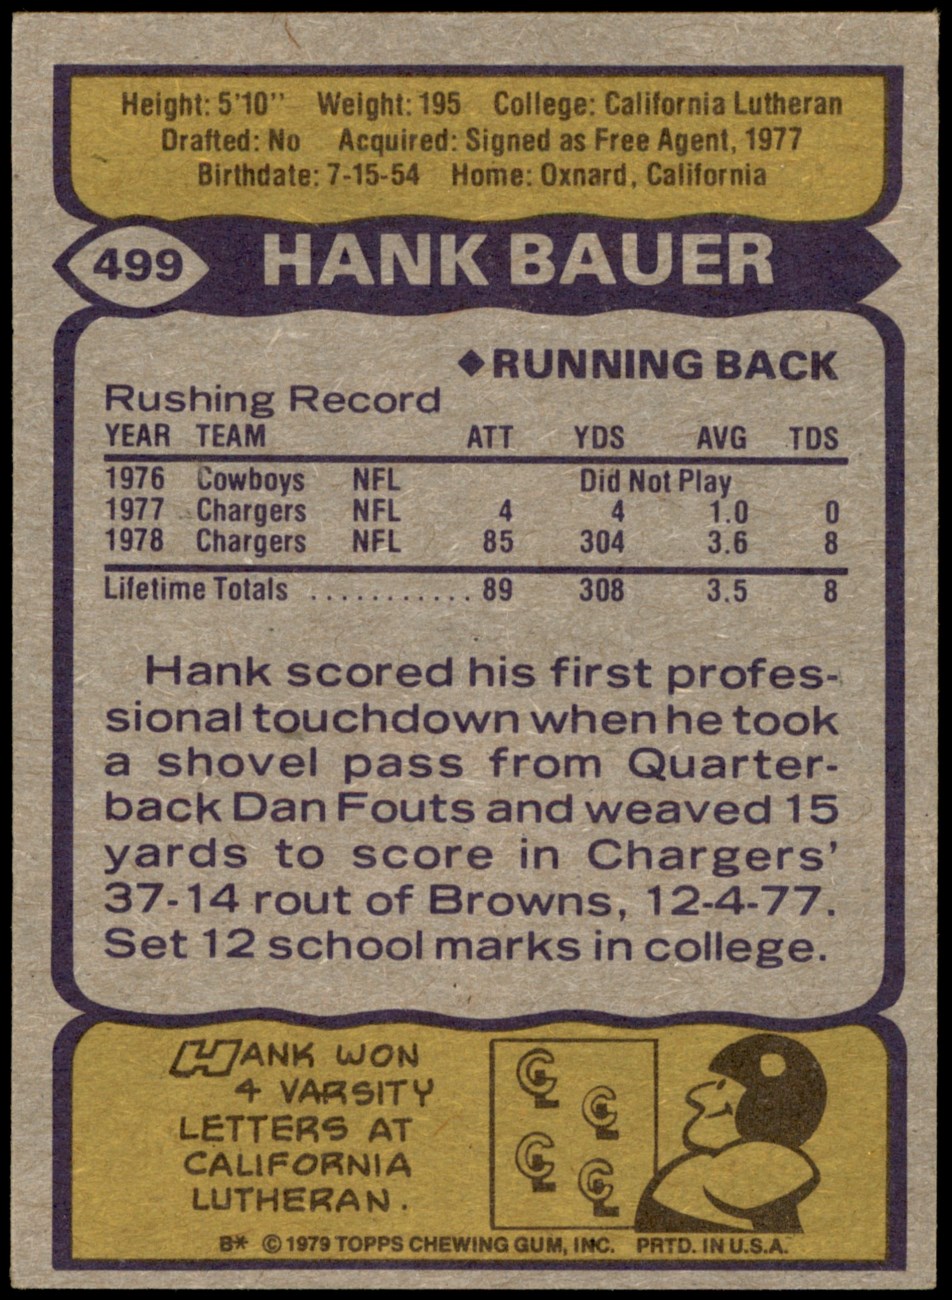 Height: 5'10" Weight: 195 College: California Lutheran
Drafted: No Acquired: Signed as Free Agent, 1977
Birthdate: 7-15-54 Home: Oxnard, California
499 HANK BAUER
◆RUNNING BACK
Rushing Record
YEAR TEAM ATT YDS AVG TDS
1976 Cowboys NFL Did Not Play
1977 Chargers NFL 4 4 1.0 0
1978 Chargers NFL 85 304 3.6 8
Lifetime Totals ............ 89 308 3.5 8
Hank scored his first profes-
sional touchdown when he took
a shovel pass from Quarter-
back Dan Fouts and weaved 15
yards to score in Chargers'
37-14 rout of Browns, 12-4-77.
Set 12 school marks in college.
HANK WON
4 VARSITY
LETTERS AT
CALIFORNIA
LUTHERAN.
CL
CL
CL
CL
B* © 1979 TOPPS CHEWING GUM, INC. PRTD. IN U.S.A.